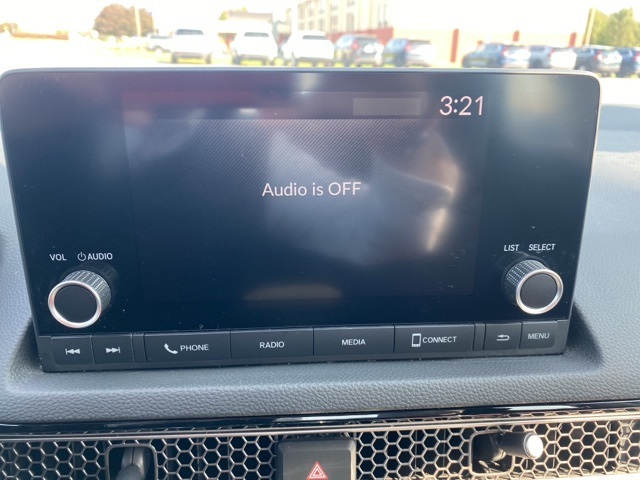 3:21
Audio is OFF
VOL AUDIO
LIST SELECT
PHONE RADIO MEDIA CONNECT MENU